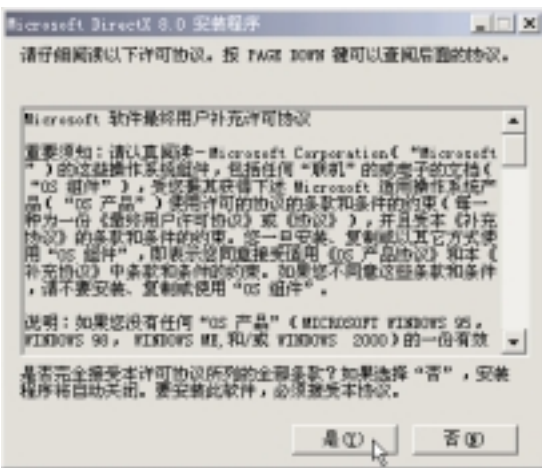 Microsoft DirectX 8.0 安装程序
请仔细阅读以下许可协议。按 PAGE DOWN 键可以查阅后面的协议。
Microsoft 软件最终用户补充许可协议
重要须知：请认真阅读－Microsoft Corporation( “Microsoft
” )的这些操作系统组件，包括任何“联机”的或电子的文档(
“OS 组件” )，受您据其获得下述 Microsoft 适用操作系统产
品( “OS 产品” )使用许可的协议的条款和条件的约束(每一
种为一份《最终用户许可协议》或《协议》)，并且受本《补充
协议》的条款和条件的约束。您一旦安装、复制或以其它方式使
用“OS 组件”，即表示您同意接受适用《OS 产品协议》和本《
补充协议》中条款和条件的约束。如果您不同意这些条款和条件
，请不要安装、复制或使用“OS 组件”。
说明：如果您没有任何“OS 产品”(MICROSOFT WINDOWS 95，
WINDOWS 98， WINDOWS ME,和/或 WINDOWS 2000)的一份有效
是否完全接受本许可协议所列的全部条款？如果选择“否”，安装
程序将自动关闭。要安装此软件，必须接受本协议。
是(Y)
否(N)